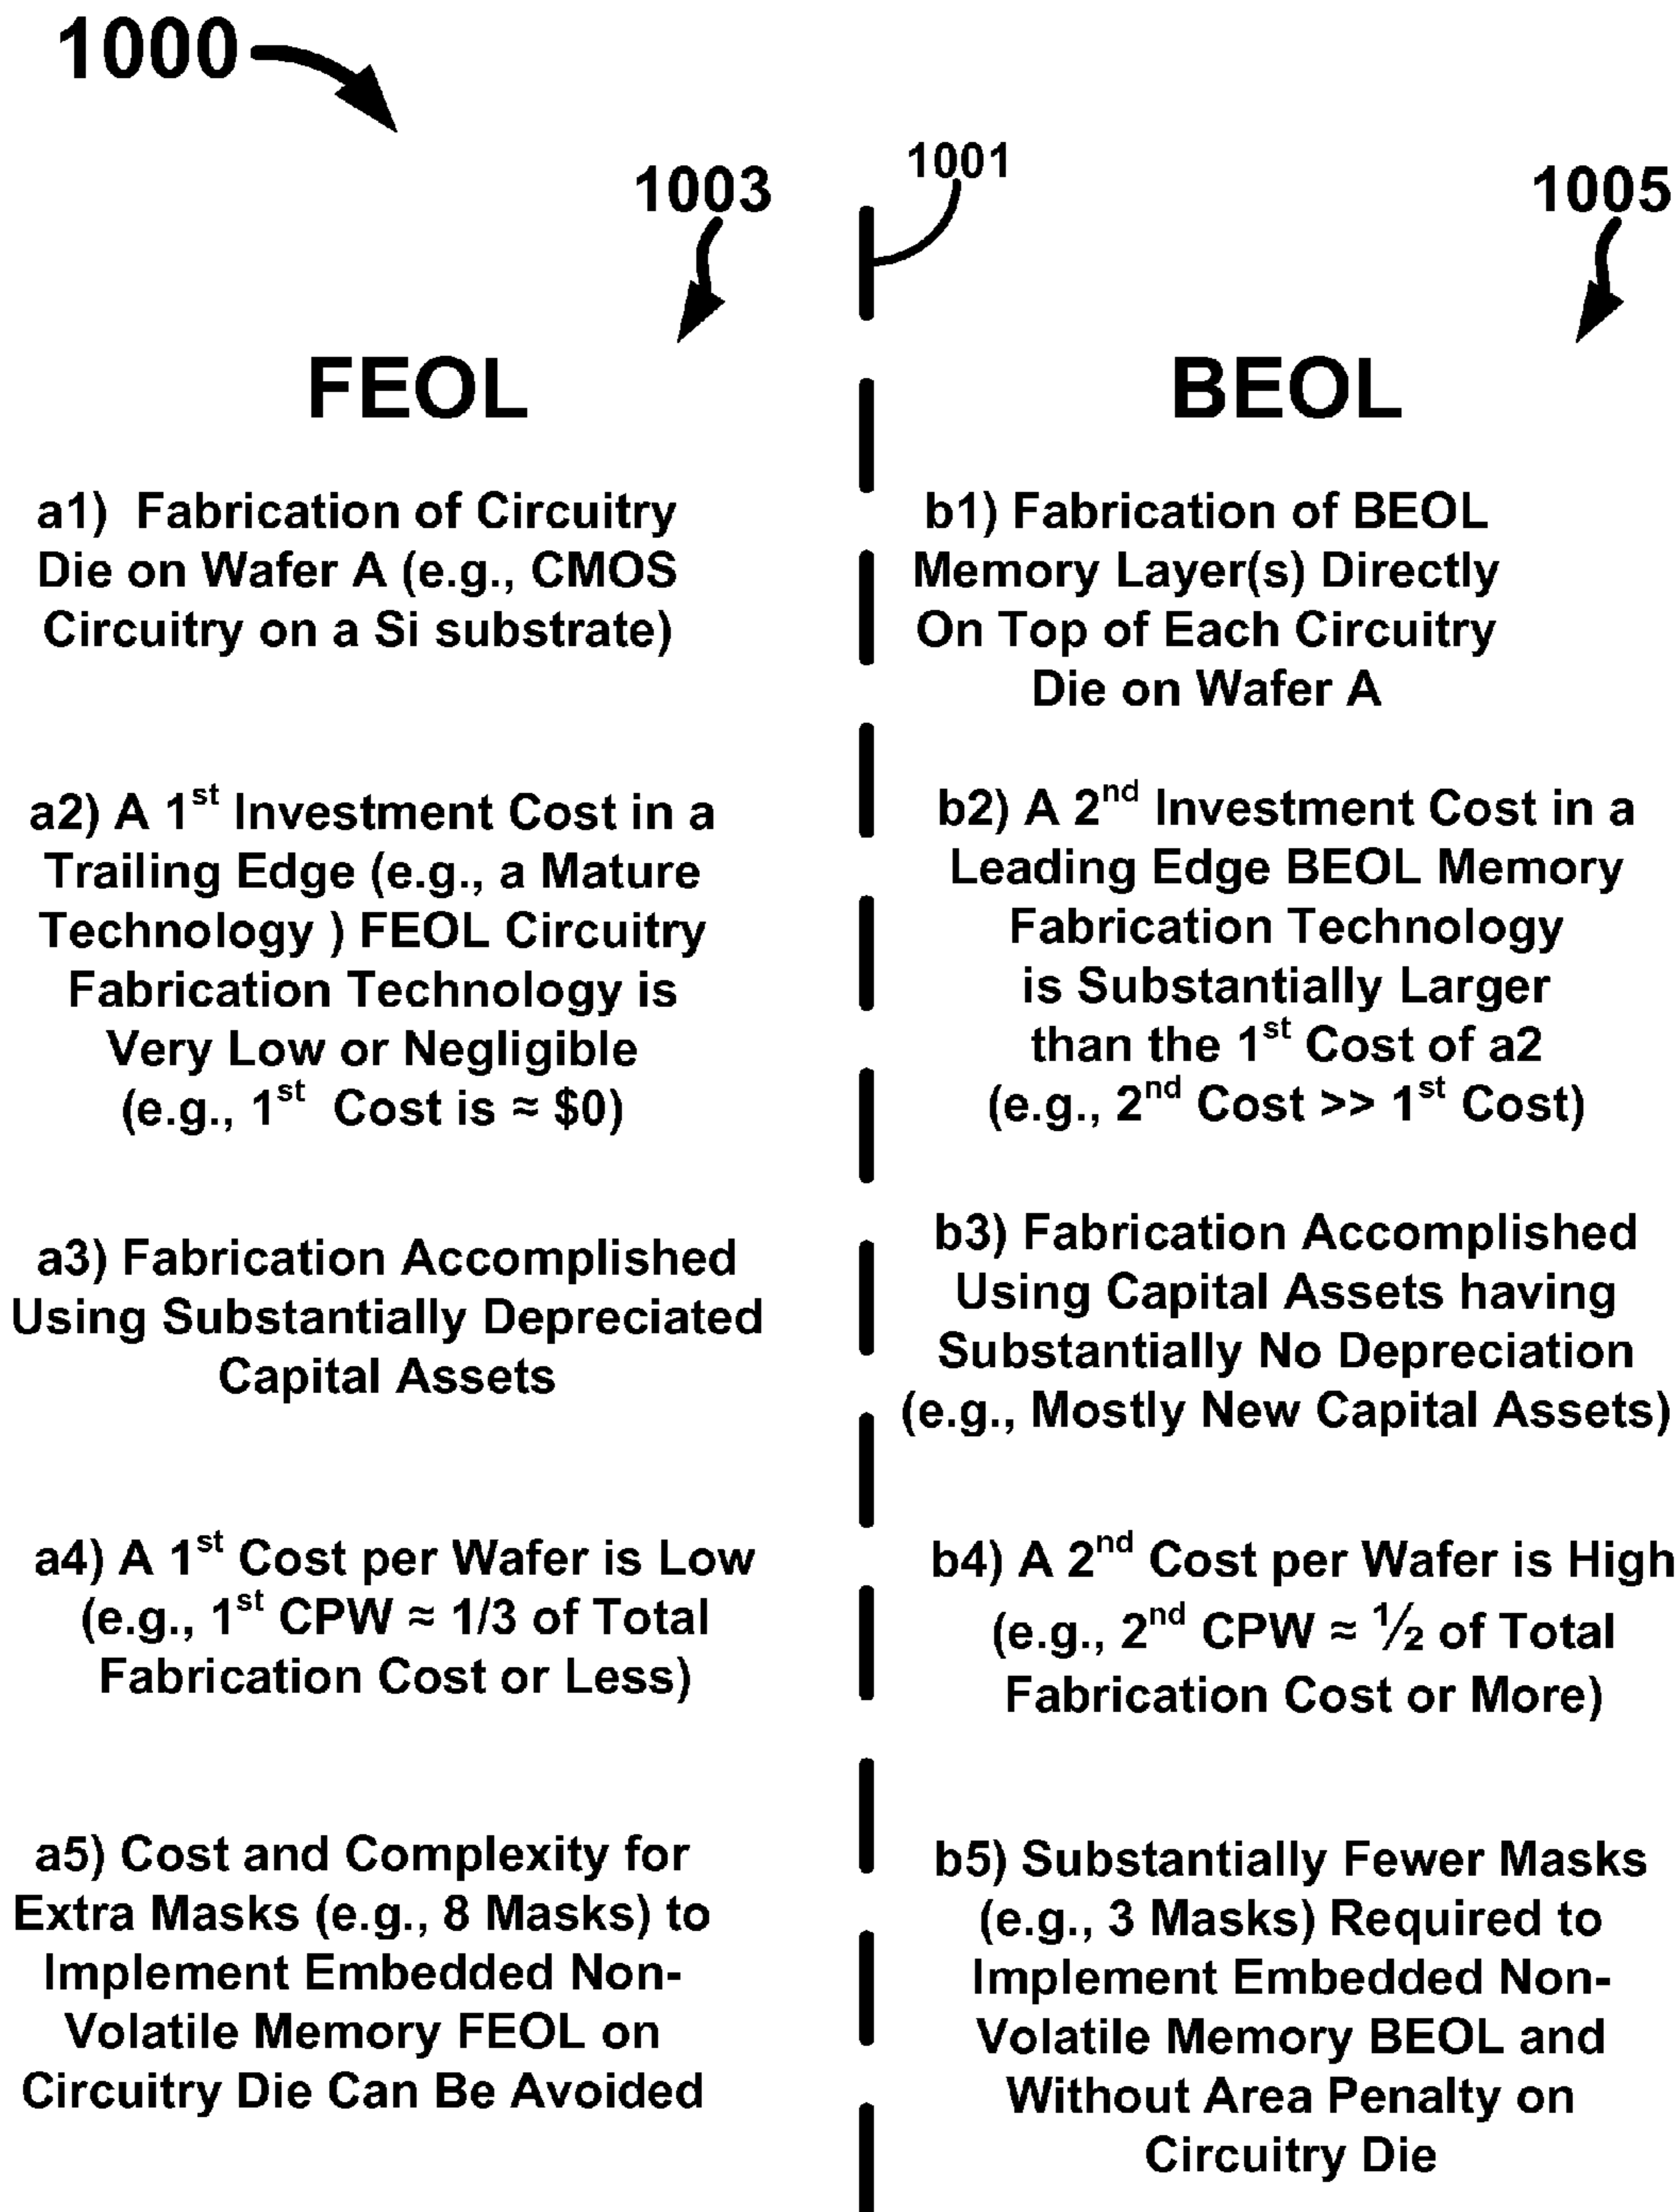 1000
1003
1001
1005
FEOL
a1) Fabrication of Circuitry
Die on Wafer A (e.g., CMOS
Circuitry on a Si substrate)
a2) A 1st Investment Cost in a
Trailing Edge (e.g., a Mature
Technology ) FEOL Circuitry
Fabrication Technology is
Very Low or Negligible
(e.g., 1st Cost is ≈ $0)
a3) Fabrication Accomplished
Using Substantially Depreciated
Capital Assets
a4) A 1st Cost per Wafer is Low
(e.g., 1st CPW ≈ 1/3 of Total
Fabrication Cost or Less)
a5) Cost and Complexity for
Extra Masks (e.g., 8 Masks) to
Implement Embedded Non-
Volatile Memory FEOL on
Circuitry Die Can Be Avoided
BEOL
b1) Fabrication of BEOL
Memory Layer(s) Directly
On Top of Each Circuitry
Die on Wafer A
b2) A 2nd Investment Cost in a
Leading Edge BEOL Memory
Fabrication Technology
is Substantially Larger
than the 1st Cost of a2
(e.g., 2nd Cost >> 1st Cost)
b3) Fabrication Accomplished
Using Capital Assets having
Substantially No Depreciation
(e.g., Mostly New Capital Assets)
b4) A 2nd Cost per Wafer is High
(e.g., 2nd CPW ≈ ½ of Total
Fabrication Cost or More)
b5) Substantially Fewer Masks
(e.g., 3 Masks) Required to
Implement Embedded Non-
Volatile Memory BEOL and
Without Area Penalty on
Circuitry Die